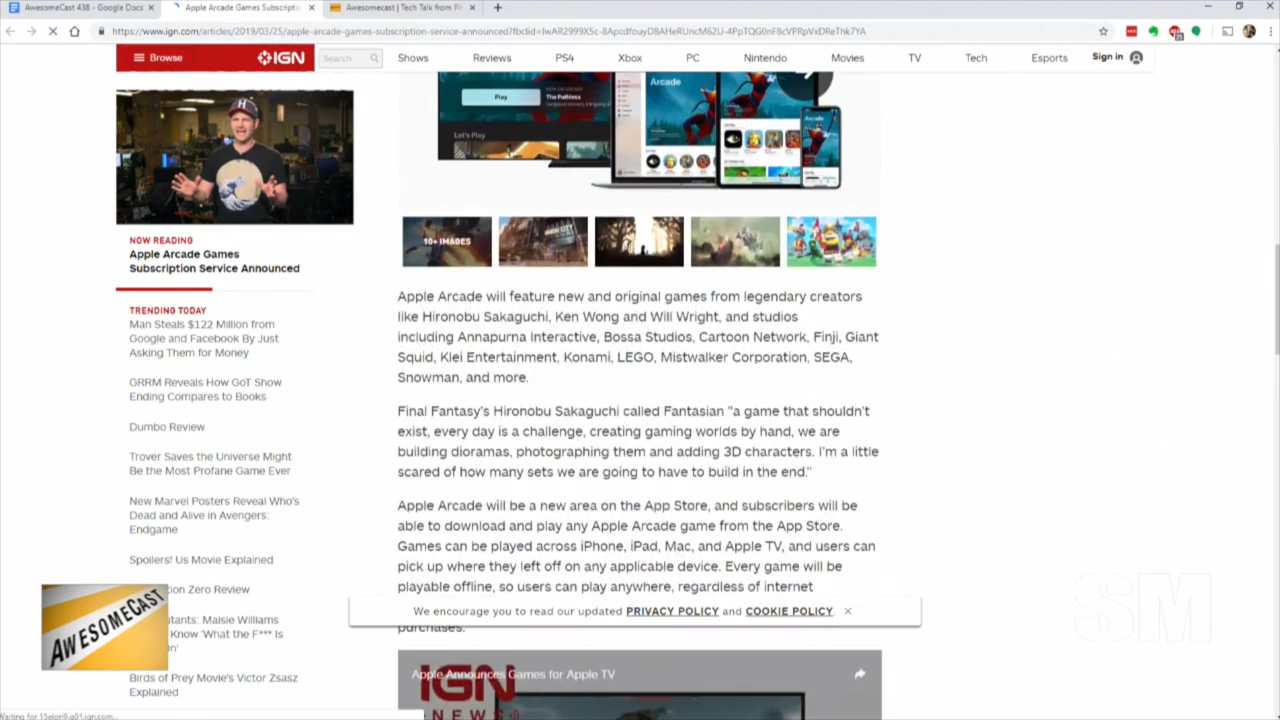 AwesomeCast 438 - Google Docs
Apple Arcade Games Subscriptio
Awesomecast | Tech Talk from Pi
https://www.ign.com/articles/2019/03/25/apple-arcade-games-subscription-service-announced?fbclid=
Browse
IGN
Search
Shows
Reviews
PS4
Xbox
PC
Nintendo
Movies
TV
Tech
Esports
Sign in
Play
The Pathless
Let's Play
Arcade
Arcade
Arcade
10+ IMAGES
NOW READING
Apple Arcade Games
Subscription Service Announced
TRENDING TODAY
Man Steals $122 Million from
Google and Facebook By Just
Asking Them for Money
GRRM Reveals How GoT Show
Ending Compares to Books
Dumbo Review
Trover Saves the Universe Might
Be the Most Profane Game Ever
New Marvel Posters Reveal Who's
Dead and Alive in Avengers:
Endgame
Spoilers! Us Movie Explained
tion Zero Review
utants: Maisie Williams
Know 'What the F*** Is
On'
Birds of Prey Movie's Victor Zsasz
Explained
Apple Arcade will feature new and original games from legendary creators
like Hironobu Sakaguchi, Ken Wong and Will Wright, and studios
including Annapurna Interactive, Bossa Studios, Cartoon Network, Finji, Giant
Squid, Klei Entertainment, Konami, LEGO, Mistwalker Corporation, SEGA,
Snowman, and more.
Final Fantasy's Hironobu Sakaguchi called Fantasian "a game that shouldn't
exist, every day is a challenge, creating gaming worlds by hand, we are
building dioramas, photographing them and adding 3D characters. I'm a little
scared of how many sets we are going to have to build in the end."
Apple Arcade will be a new area on the App Store, and subscribers will be
able to download and play any Apple Arcade game from the App Store.
Games can be played across iPhone, iPad, Mac, and Apple TV, and users can
pick up where they left off on any applicable device. Every game will be
playable offline, so users can play anywhere, regardless of internet
We encourage you to read our updated PRIVACY POLICY and COOKIE POLICY.
purchases.
Apple Announces Games for Apple TV
IGN
NEWS
AWESOMECAST
SM